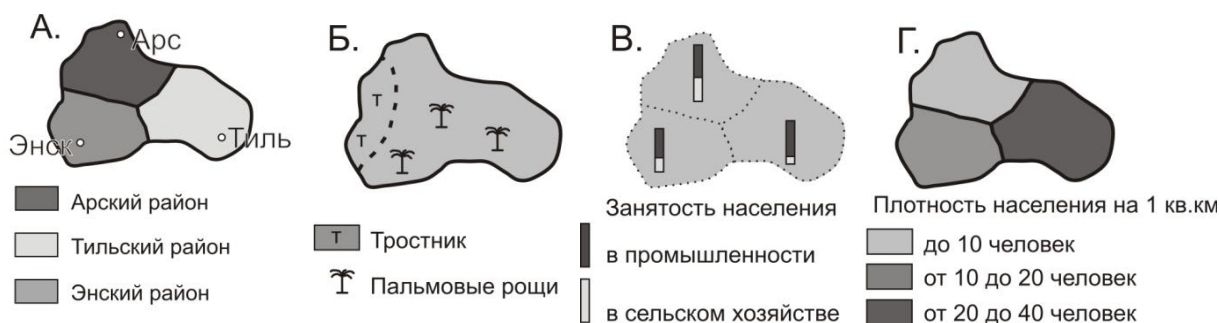 А.
Арс
Энск
Тиль
Арский район
Тильский район
Энский район
Б.
Т
Т
Т Тростник
Пальмовые рощи
В.
Занятость населения
в промышленности
в сельском хозяйстве
Г.
Плотность населения на 1 кв.км
до 10 человек
от 10 до 20 человек
от 20 до 40 человек